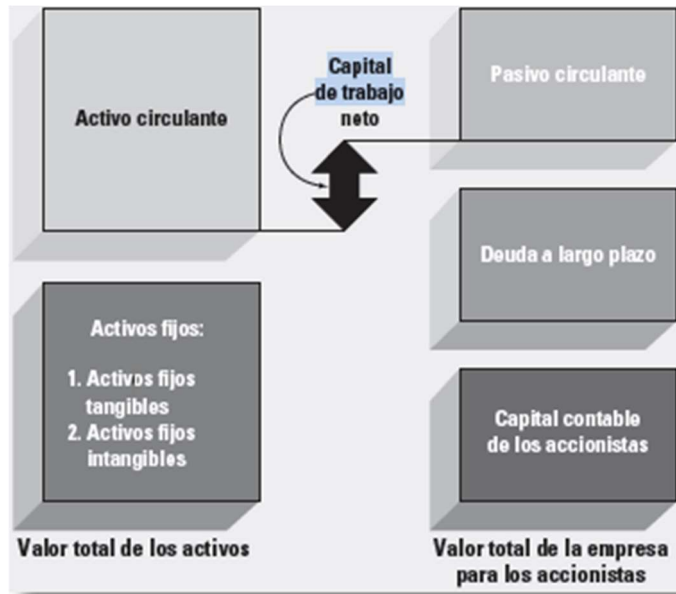 Activo circulante
Capital
de trabajo
neto
Pasivo circulante
Deuda a largo plazo
Activos fijos:
1. Activos fijos
tangibles
2. Activos fijos
intangibles
Capital contable
de los accionistas
Valor total de los activos
Valor total de la empresa
para los accionistas